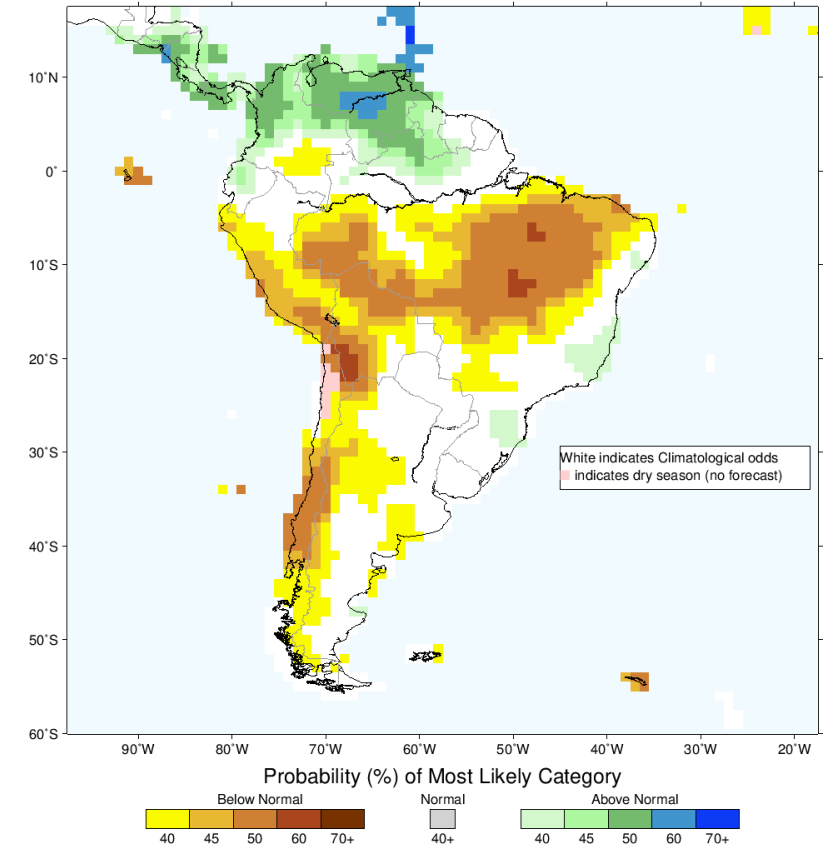 10˚N
0˚
10˚S
20˚S
30˚S
40˚S
50˚S
60˚S
White indicates Climatological odds
indicates dry season (no forecast)
90˚W 80˚W 70˚W 60˚W 50˚W 40˚W 30˚W 20˚W
Probability (%) of Most Likely Category
Below Normal Normal Above Normal
40 45 50 60 70+ 40+ 40 45 50 60 70+